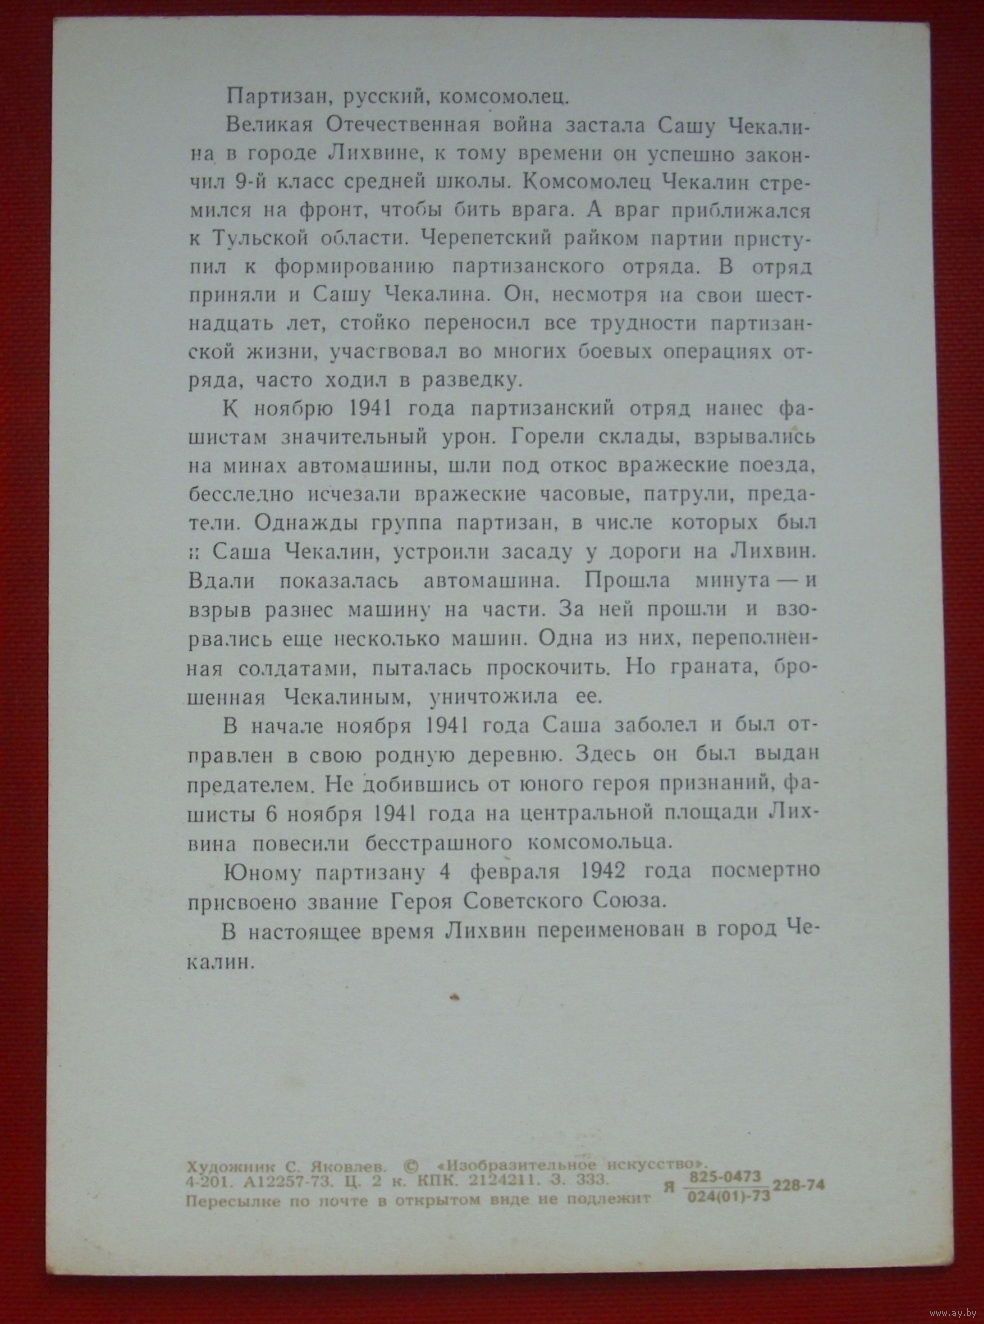 Партизан, русский, комсомолец.
Великая Отечественная война застала Сашу Чекали-
на в городе Лихвине, к тому времени он успешно закон-
чил 9-й класс средней школы. Комсомолец Чекалин стре-
мился на фронт, чтобы бить врага. А враг приближался
к Тульской области. Черепетский райком партии присту-
пил к формированию партизанского отряда. В отряд
приняли и Сашу Чекалина. Он, несмотря на свои шест-
надцать лет, стойко переносил все трудности партизан-
ской жизни, участвовал во многих боевых операциях от-
ряда, часто ходил в разведку.
К ноябрю 1941 года партизанский отряд нанес фа-
шистам значительный урон. Горели склады, взрывались
на минах автомашины, шли под откос вражеские поезда,
бесследно исчезали вражеские часовые, патрули, преда-
тели. Однажды группа партизан, в числе которых был
и Саша Чекалин, устроили засаду у дороги на Лихвин.
Вдали показалась автомашина. Прошла минута — и
взрыв разнес машину на части. За ней прошли и взо-
рвались еще несколько машин. Одна из них, переполнен-
ная солдатами, пыталась проскочить. Но граната, бро-
шенная Чекалиным, уничтожила ее.
В начале ноября 1941 года Саша заболел и был от-
правлен в свою родную деревню. Здесь он был выдан
предателем. Не добившись от юного героя признаний, фа-
шисты 6 ноября 1941 года на центральной площади Лих-
вина повесили бесстрашного комсомольца.
Юному партизану 4 февраля 1942 года посмертно
присвоено звание Героя Советского Союза.
В настоящее время Лихвин переименован в город Че-
калин.
Художник С. Яковлев. © «Изобразительное искусство».
4-201. А12257-73. Ц. 2 к. КПК. 2124211. З. 333.
Пересылке по почте в открытом виде не подлежит
Я 825-0473 228-74
024(01)-73
www.ay.by